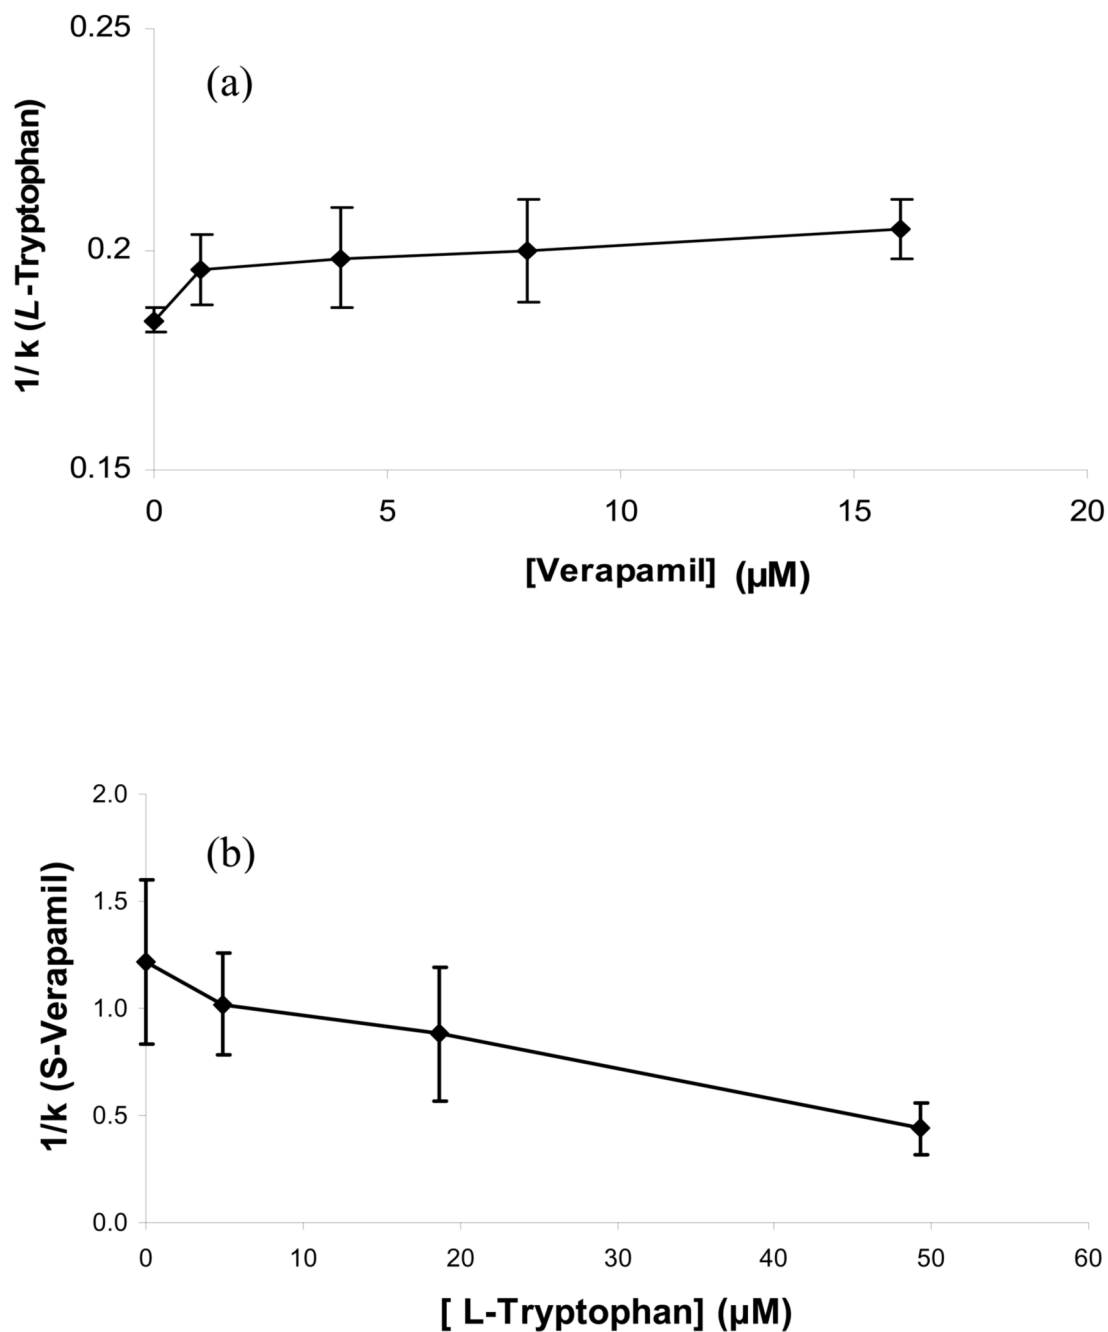 0.25
(a)
1/ k (L-Tryptophan)
0.2
0.15
0 5 10 15 20
[Verapamil] (µM)
2.0
(b)
1.5
1/k (S-Verapamil)
1.0
0.5
0.0
0 10 20 30 40 50 60
[ L-Tryptophan] (µM)